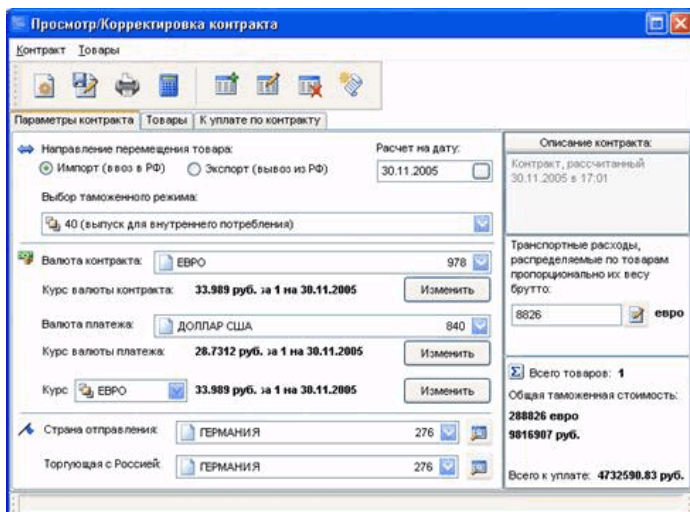 Просмотр/Корректировка контракта
Контракт Товары
Параметры контракта Товары К уплате по контракту
Направление перемещения товара:
Импорт (ввоз в РФ) Экспорт (вывоз из РФ)
Расчет на дату:
30.11.2005
Выбор таможенного режима:
40 (выпуск для внутреннего потребления)
Валюта контракта: ЕВРО 978
Курс валюты контракта: 33.989 руб. за 1 на 30.11.2005 Изменить
Валюта платежа: ДОЛЛАР США 840
Курс валюты платежа: 28.7312 руб. за 1 на 30.11.2005 Изменить
Курс ЕВРО 33.989 руб. за 1 на 30.11.2005 Изменить
Страна отправления: ГЕРМАНИЯ 276
Торгующая с Россией: ГЕРМАНИЯ 276
Описание контракта:
Контракт, рассчитанный
30.11.2005 в 17:01
Транспортные расходы,
распределяемые по товарам
пропорционально их весу
брутто:
8826 евро
Всего товаров: 1
Общая таможенная стоимость:
288826 евро
9816907 руб.
Всего к уплате: 4732590.83 руб.